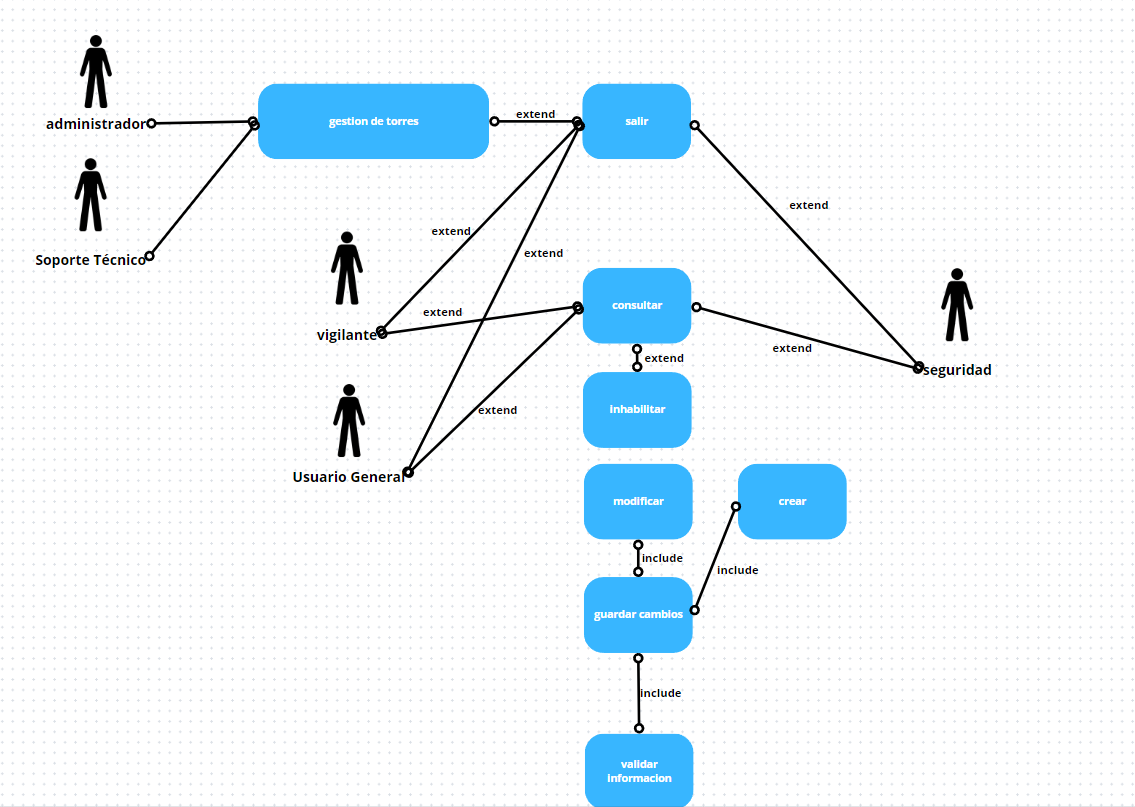 administrador
gestion de torres
extend
salir
Soporte Técnico
extend
extend
extend
vigilante
extend
consultar
extend
seguridad
extend
inhabilitar
extend
Usuario General
modificar
crear
include
include
guardar cambios
include
validar
informacion